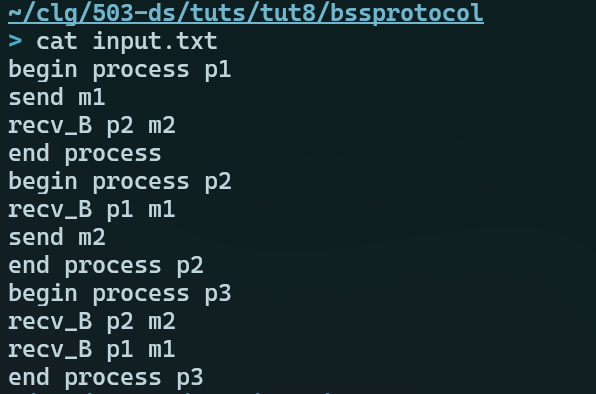 ~/clg/503-ds/tuts/tut8/bssprotocol
> cat input.txt
begin process p1
send m1
recv_B p2 m2
end process
begin process p2
recv_B p1 m1
send m2
end process p2
begin process p3
recv_B p2 m2
recv_B p1 m1
end process p3